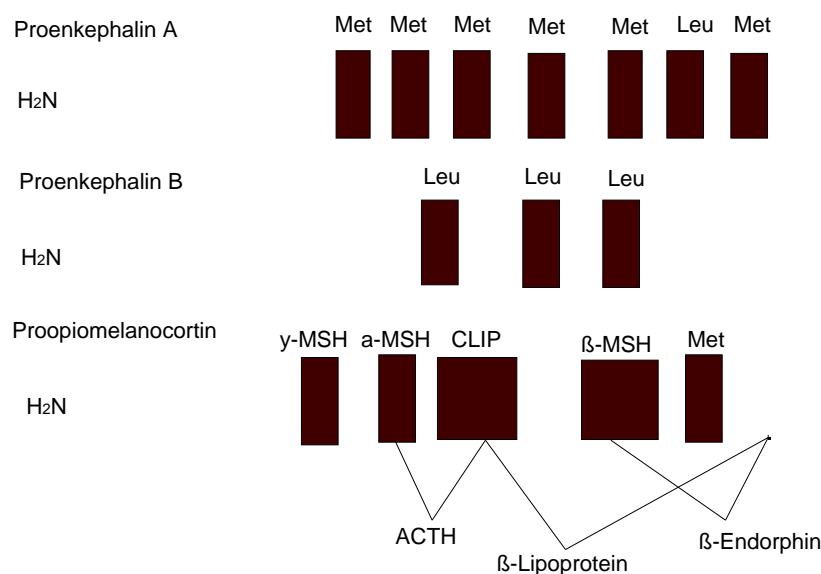 Proenkephalin A
Met Met Met Met Met Leu Met
H2N
Proenkephalin B
Leu Leu Leu
H2N
Proopiomelanocortin
y-MSH a-MSH CLIP ß-MSH Met
H2N
ACTH
ß-Lipoprotein
ß-Endorphin